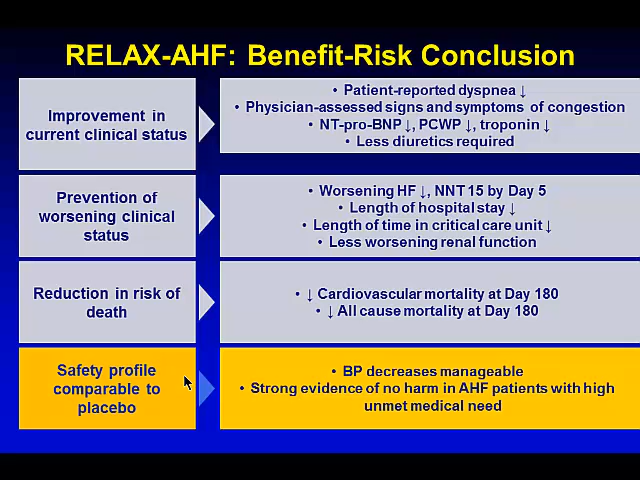 RELAX-AHF: Benefit-Risk Conclusion
Improvement in
current clinical status
• Patient-reported dyspnea ↓
• Physician-assessed signs and symptoms of congestion
• NT-pro-BNP ↓, PCWP ↓, troponin ↓
• Less diuretics required
Prevention of
worsening clinical
status
• Worsening HF ↓, NNT 15 by Day 5
• Length of hospital stay ↓
• Length of time in critical care unit ↓
• Less worsening renal function
Reduction in risk of
death
• ↓ Cardiovascular mortality at Day 180
• ↓ All cause mortality at Day 180
Safety profile
comparable to
placebo
• BP decreases manageable
• Strong evidence of no harm in AHF patients with high
unmet medical need